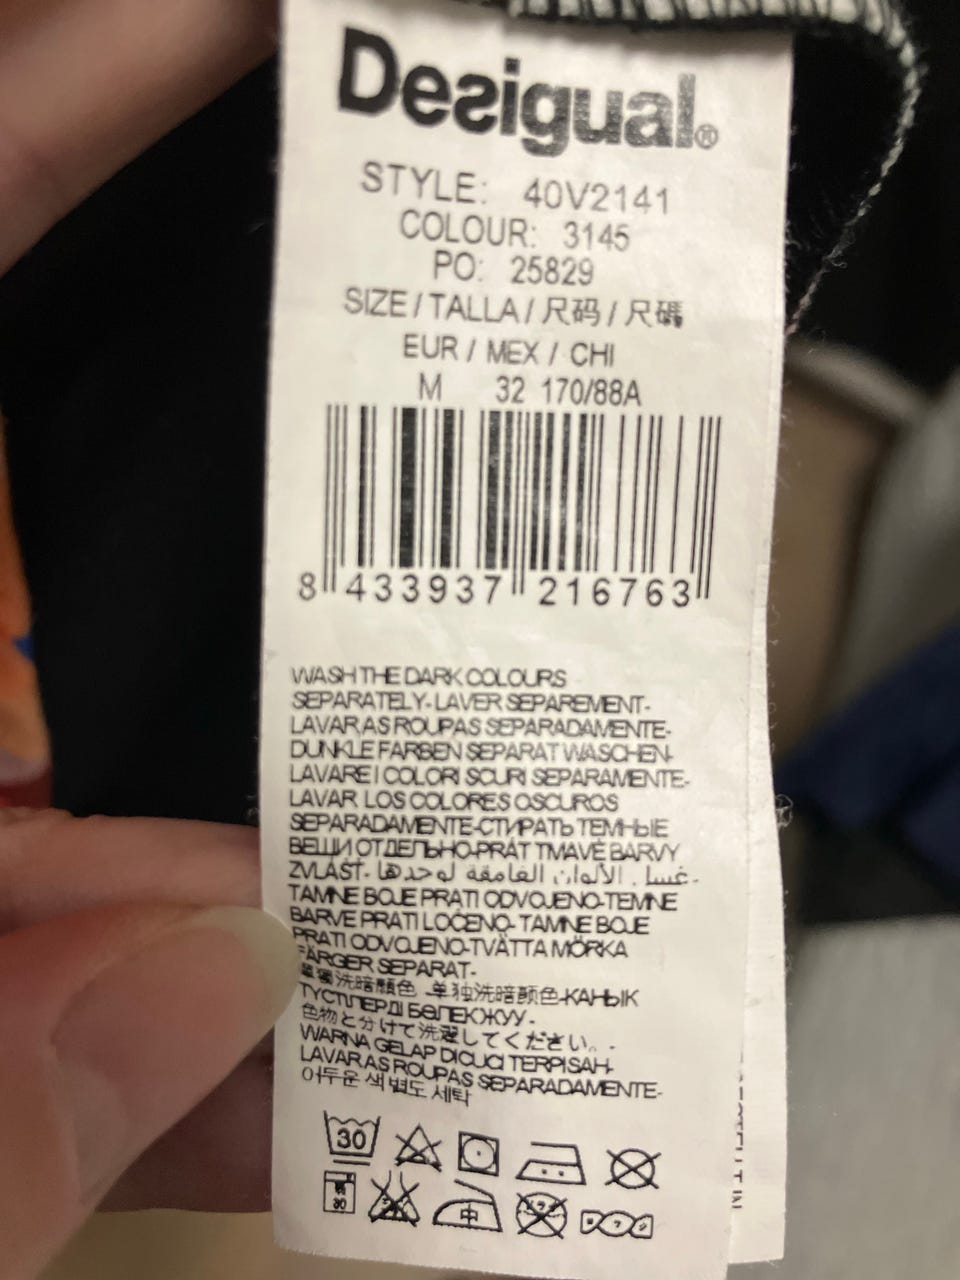 Desigual.®
STYLE: 40V2141
COLOUR: 3145
PO: 25829
SIZE / TALLA / 尺码 / 尺碼
EUR / MEX / CHI
M 32 170/88A
8 433937 216763
WASH THE DARK COLOURS
SEPARATELY-LAVER SEPAREMENT-
LAVAR AS ROUPAS SEPARADAMENTE-
DUNKLE FARBEN SEPARAT WASCHEN-
LAVARE I COLORI SCURI SEPARAMENTE-
LAVAR LOS COLORES OSCUROS
SEPARADAMENTE-СТИРАТЬ ТЕМНЫЕ
ВЕЩИ ОТДЕЛЬНО-PRÁT TMAVÉ BARVY
ZVLÁŠŤ- غسل الألوان الغامقة لوحدها -
TAMNE BOJE PRATI ODVOJENO-TEMNE
BARVE PRATI LOČENO- TAMNE BOJE
PRATI ODVOJENO-TVÄTTA MÖRKA
FÄRGER SEPARAT-
單獨洗暗顏色 -单独洗暗颜色-КАНЫК
ТҮСТІЛЕРДІ БӨЛЕК ЖУУ -
色物と分けて洗濯してください。-
WARNA GELAP DICUCI TERPISAH-
LAVAR AS ROUPAS SEPARADAMENTE-
어두운 색 별도 세탁
30
30
中